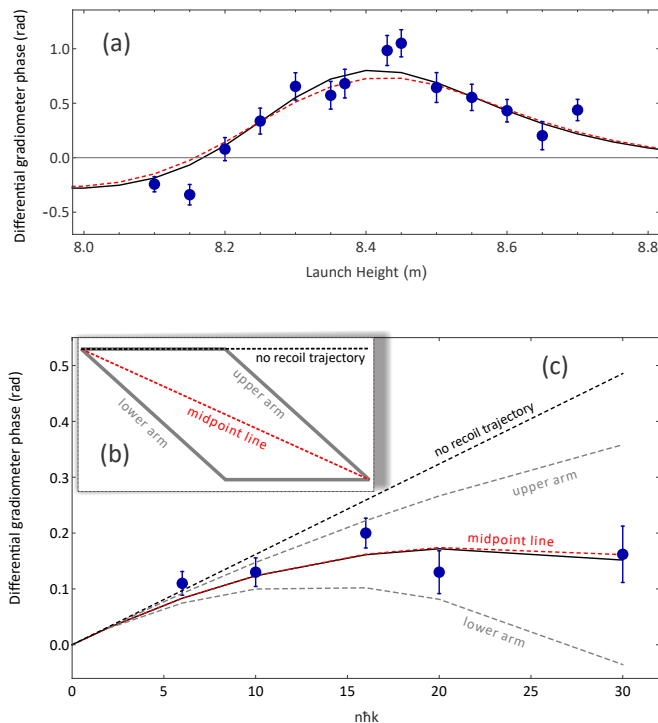 (a)
Differential gradiometer phase (rad)
1.0
0.5
0.0
-0.5
8.0 8.2 8.4 8.6 8.8
Launch Height (m)
(b)
no recoil trajectory
upper arm
midpoint line
lower arm
(c)
Differential gradiometer phase (rad)
0.5
0.4
0.3
0.2
0.1
0.0
no recoil trajectory
upper arm
midpoint line
lower arm
0 5 10 15 20 25 30
nħk